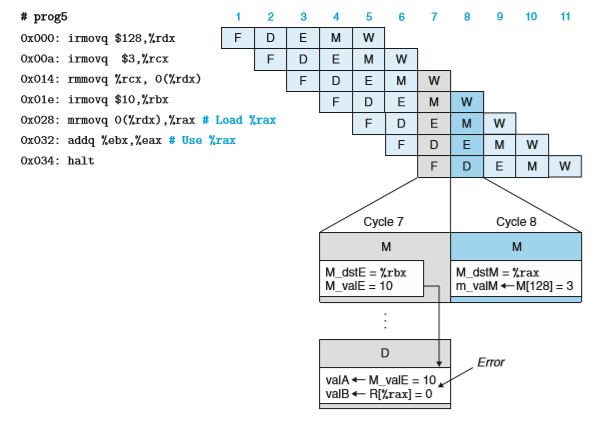 # prog5 1 2 3 4 5 6 7 8 9 10 11
0x000: irmovq $128,%rdx F D E M W
0x00a: irmovq $3,%rcx F D E M W
0x014: rmmovq %rcx, 0(%rdx) F D E M W
0x01e: irmovq $10,%rbx F D E M W
0x028: mrmovq 0(%rdx),%rax # Load %rax F D E M W
0x032: addq %ebx,%eax # Use %rax F D E M W
0x034: halt F D E M W
Cycle 7 Cycle 8
M M
M_dstE = %rbx M_dstM = %rax
M_valE = 10 m_valM ← M[128] = 3
⋮
D
Error
valA ← M_valE = 10
valB ← R[%rax] = 0